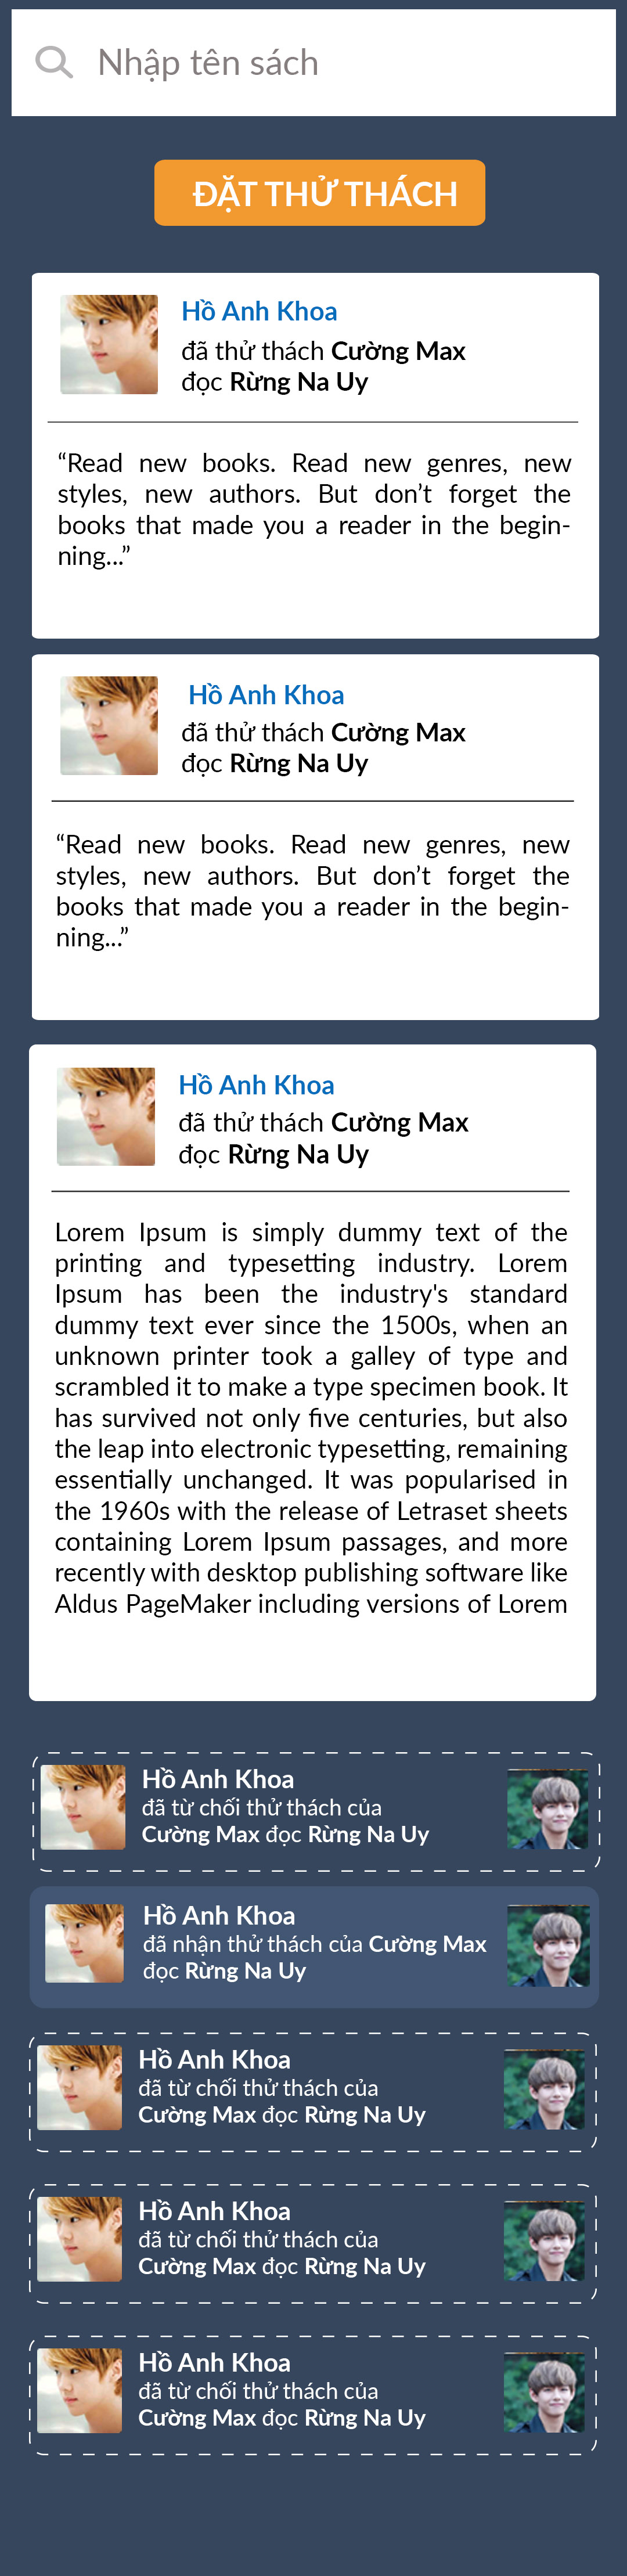 Nhập tên sách
ĐẶT THỬ THÁCH
Hồ Anh Khoa
đã thử thách Cường Max
đọc Rừng Na Uy
“Read new books. Read new genres, new
styles, new authors. But don’t forget the
books that made you a reader in the begin-
ning...”
Hồ Anh Khoa
đã thử thách Cường Max
đọc Rừng Na Uy
“Read new books. Read new genres, new
styles, new authors. But don’t forget the
books that made you a reader in the begin-
ning...”
Hồ Anh Khoa
đã thử thách Cường Max
đọc Rừng Na Uy
Lorem Ipsum is simply dummy text of the
printing and typesetting industry. Lorem
Ipsum has been the industry's standard
dummy text ever since the 1500s, when an
unknown printer took a galley of type and
scrambled it to make a type specimen book. It
has survived not only five centuries, but also
the leap into electronic typesetting, remaining
essentially unchanged. It was popularised in
the 1960s with the release of Letraset sheets
containing Lorem Ipsum passages, and more
recently with desktop publishing software like
Aldus PageMaker including versions of Lorem
Hồ Anh Khoa
đã từ chối thử thách của
Cường Max đọc Rừng Na Uy
Hồ Anh Khoa
đã nhận thử thách của Cường Max
đọc Rừng Na Uy
Hồ Anh Khoa
đã từ chối thử thách của
Cường Max đọc Rừng Na Uy
Hồ Anh Khoa
đã từ chối thử thách của
Cường Max đọc Rừng Na Uy
Hồ Anh Khoa
đã từ chối thử thách của
Cường Max đọc Rừng Na Uy